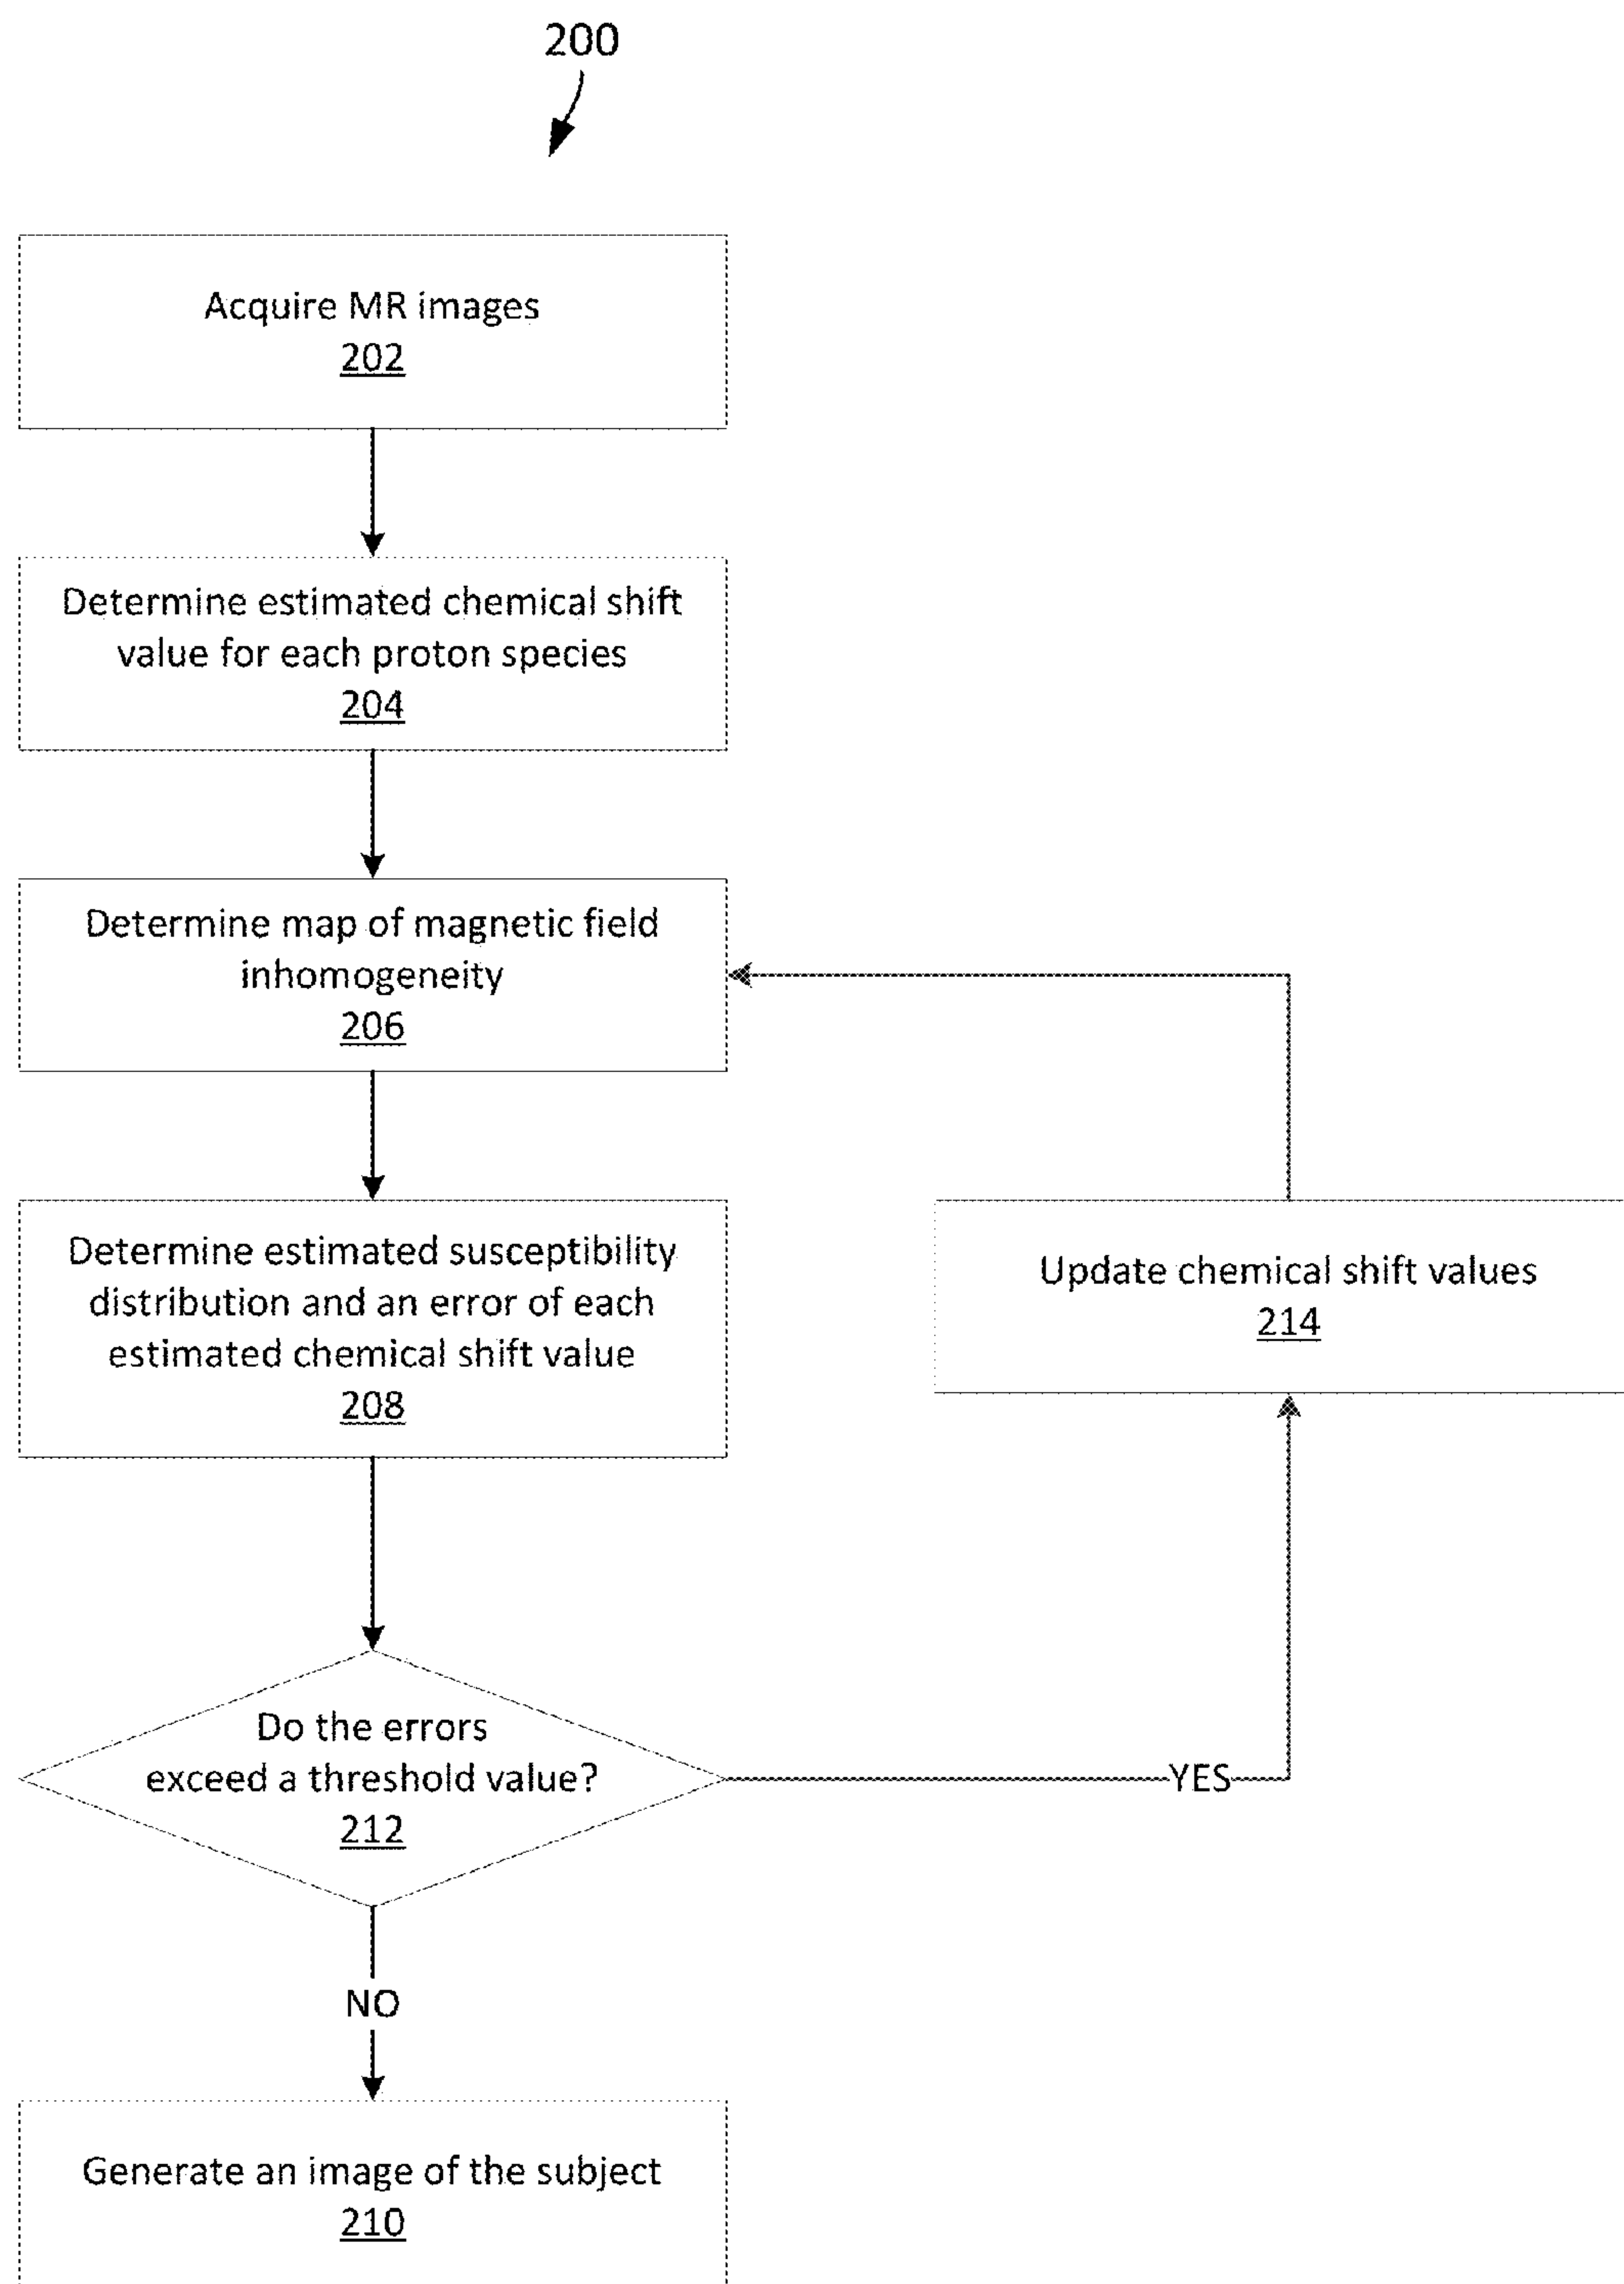 200
Acquire MR images
202
Determine estimated chemical shift
value for each proton species
204
Determine map of magnetic field
inhomogeneity
206
Determine estimated susceptibility
distribution and an error of each
estimated chemical shift value
208
Update chemical shift values
214
Do the errors
exceed a threshold value?
212
YES
NO
Generate an image of the subject
210